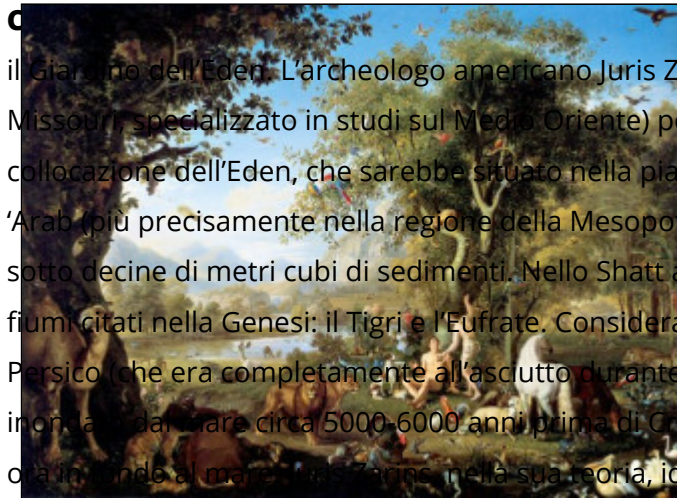 c
il Giardino dell'Eden. L'archeologo americano Juris Z
Missouri, specializzato in studi sul Medio Oriente) p
collocazione dell'Eden, che sarebbe situato nella pia
'Arab (più precisamente nella regione della Mesopo
sotto decine di metri cubi di sedimenti. Nello Shatt a
fiumi citati nella Genesi: il Tigri e l'Eufrate. Consider
Persico (che era completamente all'asciutto durante
dal mare circa 5000-6000 anni prima di C
ora in fondo al mare. Juris Zarins, nella sua teoria, i